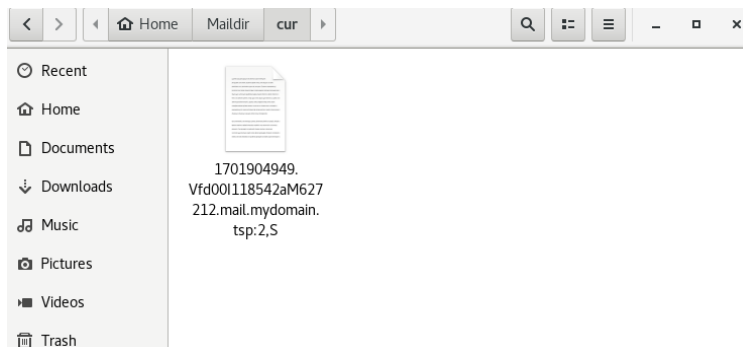 Home
Maildir
cur
Recent
Home
Documents
Downloads
Music
Pictures
Videos
Trash
1701904949.
Vfd00I118542aM627
212.mail.mydomain.
tsp:2,S